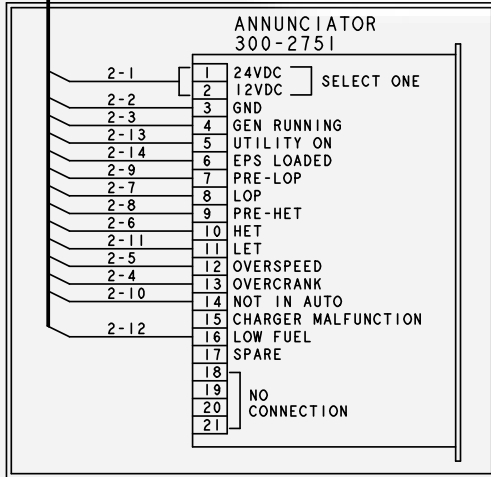 ANNUNCIATOR
300-2751
2-1 1 24VDC
2 12VDC
SELECT ONE
2-2 3 GND
2-3 4 GEN RUNNING
2-13 5 UTILITY ON
2-14 6 EPS LOADED
2-9 7 PRE-LOP
2-7 8 LOP
2-8 9 PRE-HET
2-6 10 HET
2-11 11 LET
2-5 12 OVERSPEED
2-4 13 OVERCRANK
2-10 14 NOT IN AUTO
15 CHARGER MALFUNCTION
2-12 16 LOW FUEL
17 SPARE
18
19
20
21
NO
CONNECTION